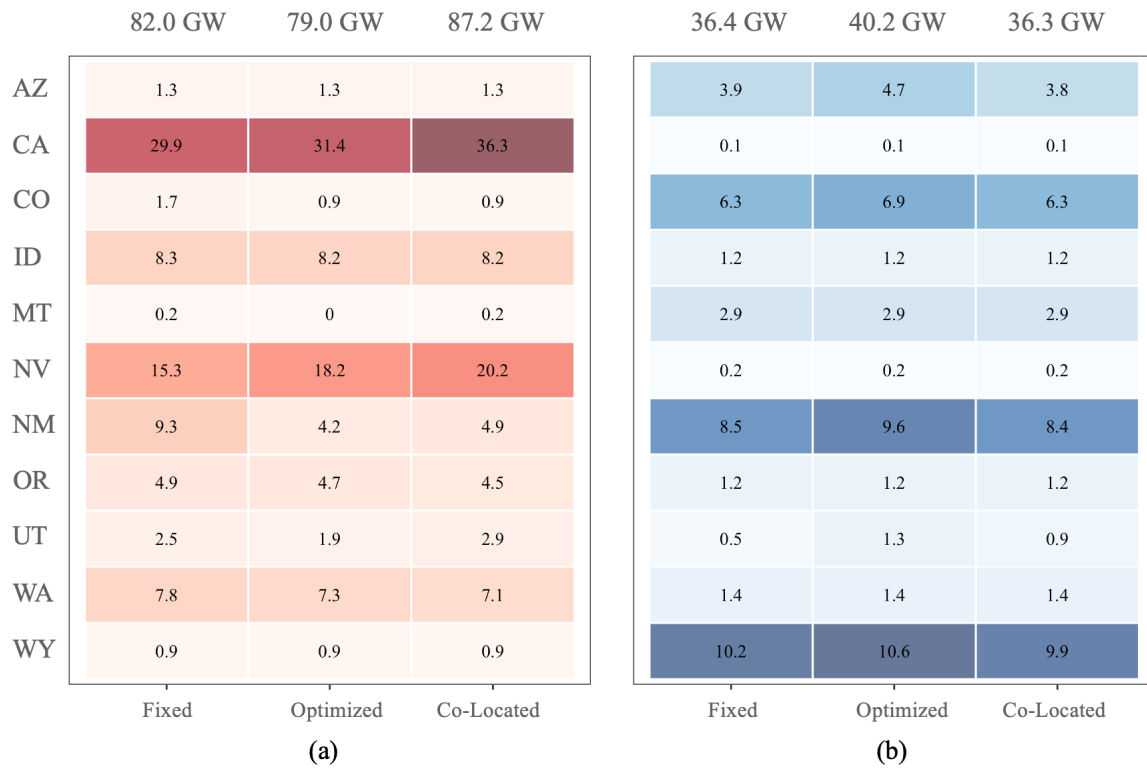 82.0 GW 79.0 GW 87.2 GW 36.4 GW 40.2 GW 36.3 GW
AZ 1.3 1.3 1.3 3.9 4.7 3.8
CA 29.9 31.4 36.3 0.1 0.1 0.1
CO 1.7 0.9 0.9 6.3 6.9 6.3
ID 8.3 8.2 8.2 1.2 1.2 1.2
MT 0.2 0 0.2 2.9 2.9 2.9
NV 15.3 18.2 20.2 0.2 0.2 0.2
NM 9.3 4.2 4.9 8.5 9.6 8.4
OR 4.9 4.7 4.5 1.2 1.2 1.2
UT 2.5 1.9 2.9 0.5 1.3 0.9
WA 7.8 7.3 7.1 1.4 1.4 1.4
WY 0.9 0.9 0.9 10.2 10.6 9.9
Fixed Optimized Co-Located Fixed Optimized Co-Located
(a) (b)